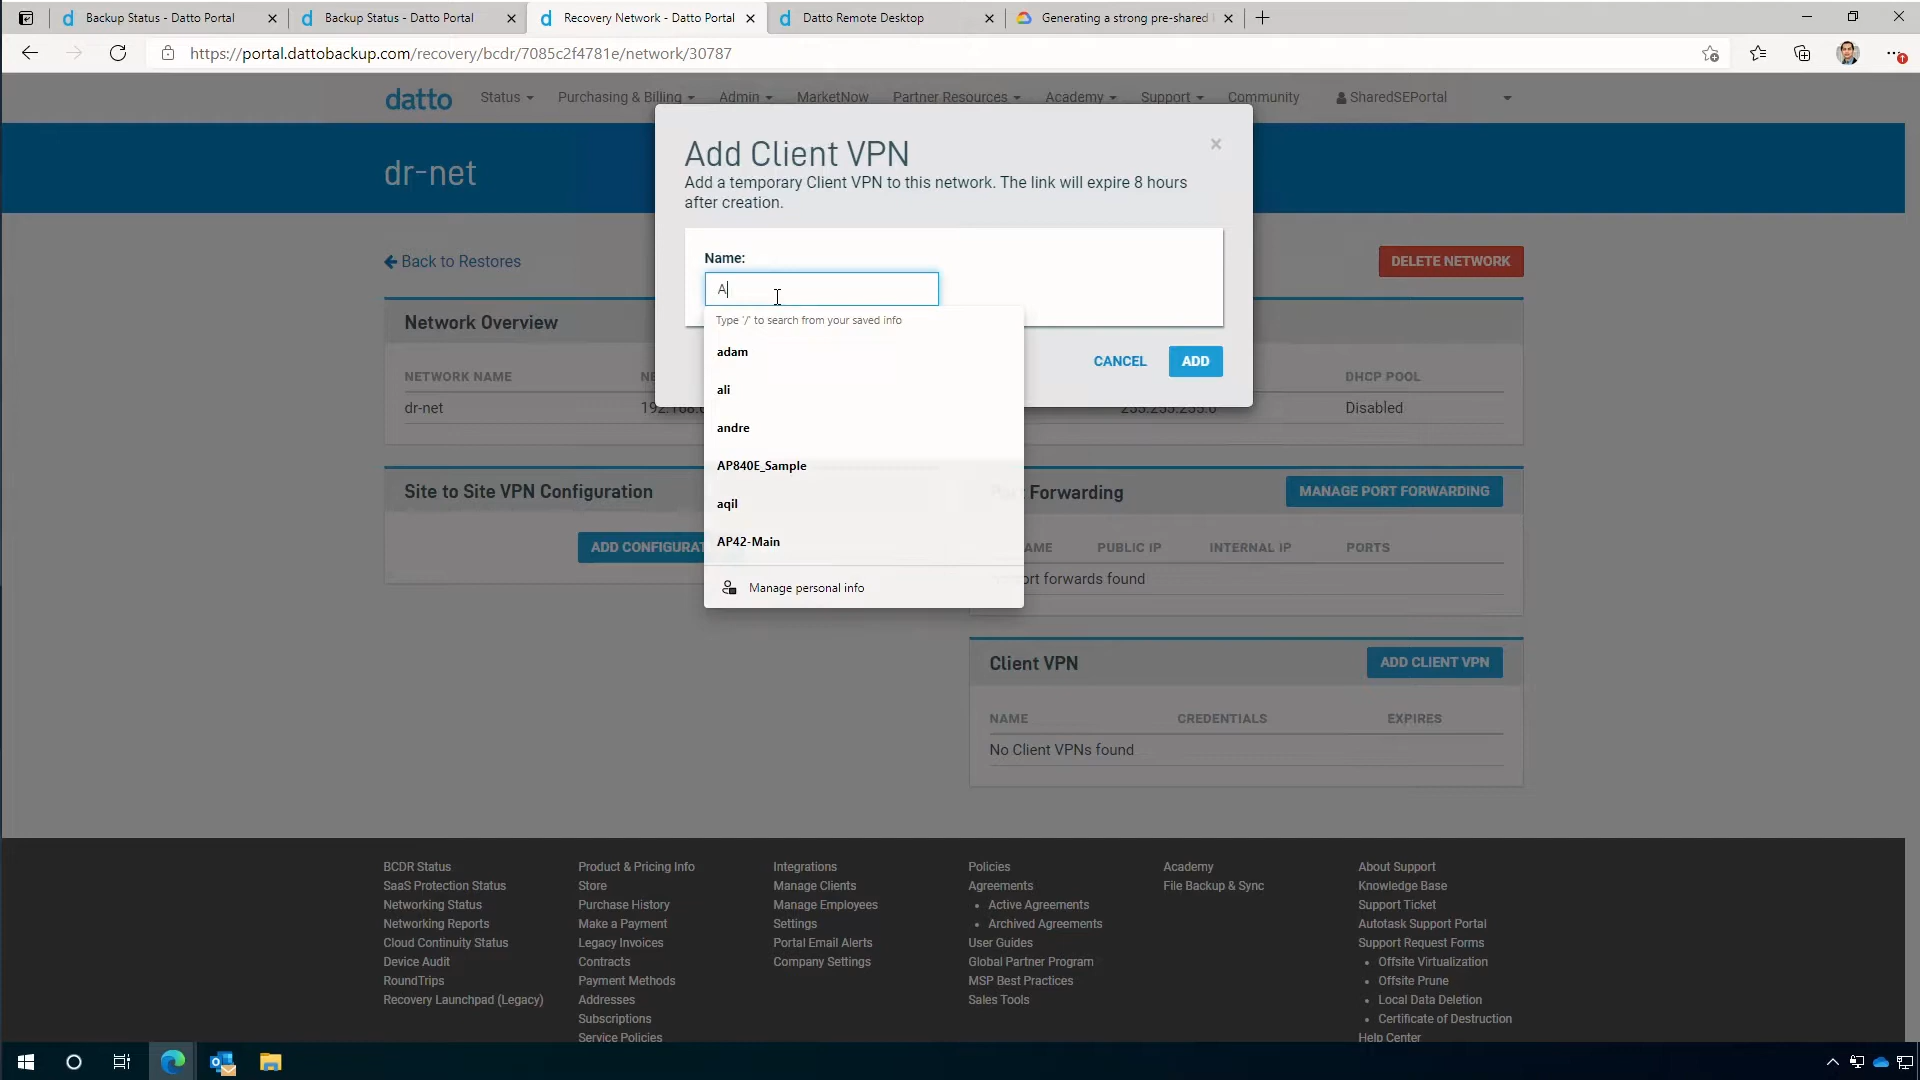 Backup Status - Datto Portal
Backup Status - Datto Portal
Recovery Network - Datto Portal
Datto Remote Desktop
Generating a strong pre-shared
https://portal.dattobackup.com/recovery/bcdr/7085c2f4781e/network/30787
datto
Status
Purchasing & Billing
Admin
MarketNow
Partner Resources
Academy
Support
Community
SharedSEPortal
dr-net
Add Client VPN
Add a temporary Client VPN to this network. The link will expire 8 hours
after creation.
Name:
A
Type '/' to search from your saved info
adam
ali
andre
AP840E_Sample
aqil
AP42-Main
Manage personal info
CANCEL
ADD
Back to Restores
DELETE NETWORK
Network Overview
NETWORK NAME
DHCP POOL
dr-net
255.255.255.0
Disabled
Site to Site VPN Configuration
ADD CONFIGURAT
Forwarding
MANAGE PORT FORWARDING
PUBLIC IP
INTERNAL IP
PORTS
forwards found
Client VPN
ADD CLIENT VPN
NAME
CREDENTIALS
EXPIRES
No Client VPNs found
BCDR Status
SaaS Protection Status
Networking Status
Networking Reports
Cloud Continuity Status
Device Audit
RoundTrips
Recovery Launchpad (Legacy)
Product & Pricing Info
Store
Purchase History
Make a Payment
Legacy Invoices
Contracts
Payment Methods
Addresses
Subscriptions
Service Policies
Integrations
Manage Clients
Manage Employees
Settings
Portal Email Alerts
Company Settings
Policies
Agreements
• Active Agreements
• Archived Agreements
User Guides
Global Partner Program
MSP Best Practices
Sales Tools
Academy
File Backup & Sync
About Support
Knowledge Base
Support Ticket
Autotask Support Portal
Support Request Forms
• Offsite Virtualization
• Offsite Prune
• Local Data Deletion
• Certificate of Destruction
Help Center